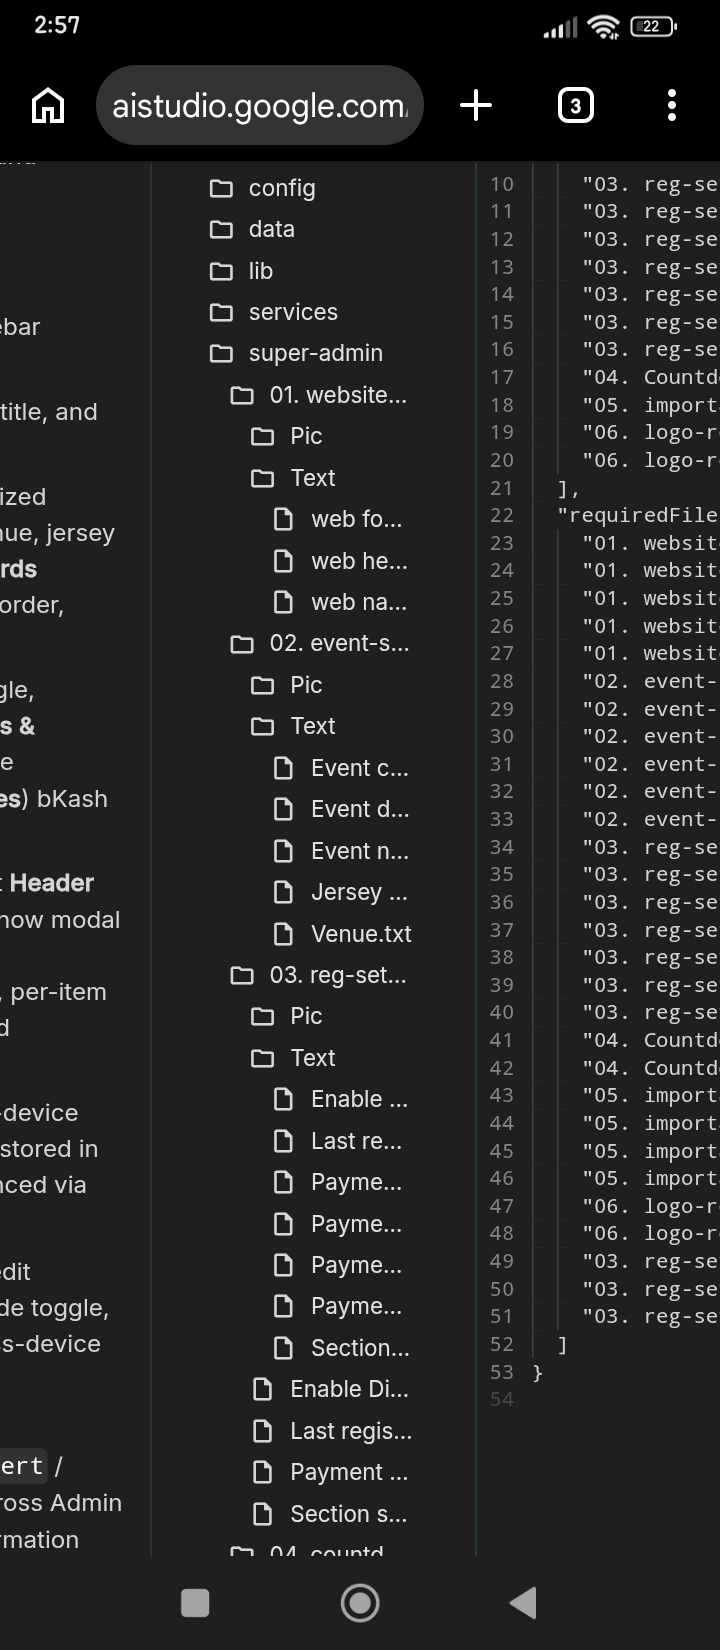 2:57
22
aistudio.google.com/
3
ebar
title, and
ized
nue, jersey
rds
order,
gle,
s &
e
es) bKash
Header
now modal
, per-item
d
-device
stored in
nced via
edit
de toggle,
s-device
ert /
ross Admin
rmation
config
data
lib
services
super-admin
01. website...
Pic
Text
web fo...
web he...
web na...
02. event-s...
Pic
Text
Event c...
Event d...
Event n...
Jersey ...
Venue.txt
03. reg-set...
Pic
Text
Enable ...
Last re...
Payme...
Payme...
Payme...
Payme...
Section...
Enable Di...
Last regis...
Payment ...
Section s...
04. countd
10 "03. reg-se
11 "03. reg-se
12 "03. reg-se
13 "03. reg-se
14 "03. reg-se
15 "03. reg-se
16 "03. reg-se
17 "04. Countd
18 "05. import
19 "06. logo-r
20 "06. logo-r
21 ],
22 "requiredFile
23 "01. websit
24 "01. websit
25 "01. websit
26 "01. websit
27 "01. websit
28 "02. event-
29 "02. event-
30 "02. event-
31 "02. event-
32 "02. event-
33 "02. event-
34 "03. reg-se
35 "03. reg-se
36 "03. reg-se
37 "03. reg-se
38 "03. reg-se
39 "03. reg-se
40 "03. reg-se
41 "04. Countd
42 "04. Countd
43 "05. import
44 "05. import
45 "05. import
46 "05. import
47 "06. logo-r
48 "06. logo-r
49 "03. reg-se
50 "03. reg-se
51 "03. reg-se
52 ]
53 }
54